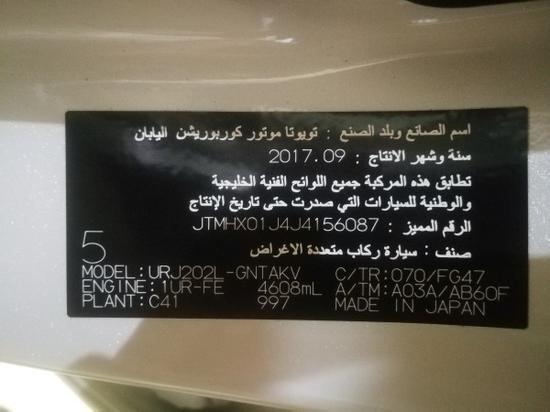 اسم الصانع وبلد الصنع : تويوتا موتور كوربوريشن اليابان
سنة وشهر الانتاج : 2017.09
تطابق هذه المركبة جميع اللوائح الفنية الخليجية
والوطنية للسيارات التي صدرت حتى تاريخ الإنتاج
الرقم المميز : JTMHX01J4J4156087
صنف : سيارة ركاب متعددة الاغراض
5
MODEL: URJ202L-GNTAKV C/TR: 070/FG47
ENGINE: 1UR-FE 4608mL A/TM: A03A/AB60F
PLANT: C41 997 MADE IN JAPAN